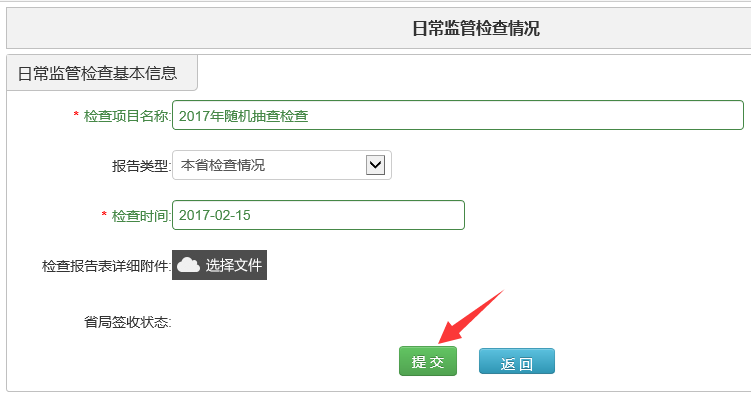 日常监管检查情况
日常监管检查基本信息
* 检查项目名称: 2017年随机抽查检查
报告类型: 本省检查情况
* 检查时间: 2017-02-15
检查报告表详细附件: 选择文件
省局签收状态:
提 交 返 回